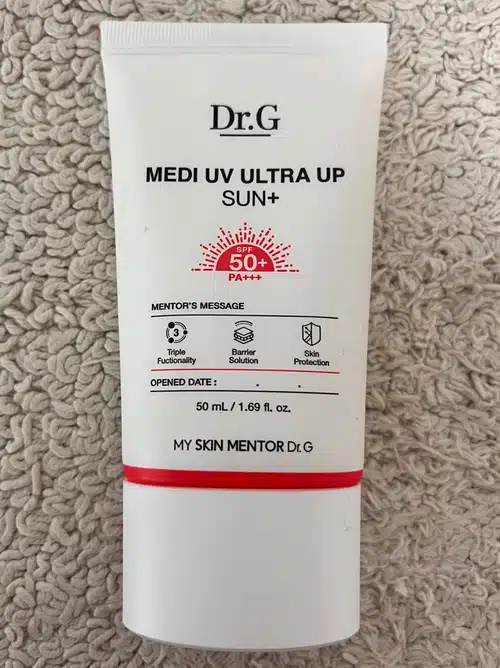 Dr.G
MEDI UV ULTRA UP
SUN+
SPF
50+
PA+++
MENTOR'S MESSAGE
3
Triple
Fuctionality
Barrier
Solution
Skin
Protection
OPENED DATE : . .
50 mL / 1.69 fl. oz.
MY SKIN MENTOR Dr.G